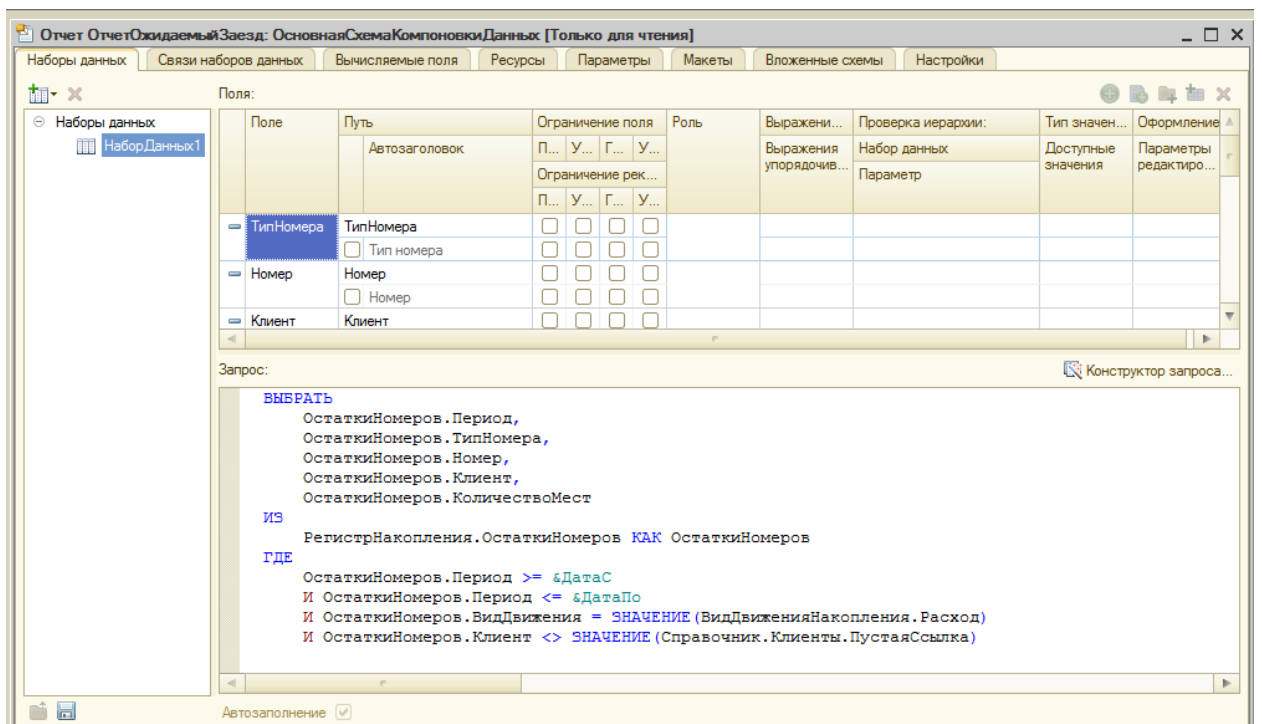 Отчет ОтчетОжидаемыйЗаезд: ОсновнаяСхемаКомпоновкиДанных [Только для чтения]
Наборы данных Связи наборов данных Вычисляемые поля Ресурсы Параметры Макеты Вложенные схемы Настройки
Поля:
Наборы данных
НаборДанных1
Поле Путь Ограничение поля Роль Выражени... Проверка иерархии: Тип значен... Оформление
Автозаголовок П... У... Г... У... Выражения упорядочив... Набор данных Доступные значения Параметры редактиро...
Ограничение рек... Параметр
П... У... Г... У...
ТипНомера ТипНомера
Тип номера
Номер Номер
Номер
Клиент Клиент
Запрос: Конструктор запроса...
ВЫБРАТЬ
ОстаткиНомеров.Период,
ОстаткиНомеров.ТипНомера,
ОстаткиНомеров.Номер,
ОстаткиНомеров.Клиент,
ОстаткиНомеров.КоличествоМест
ИЗ
РегистрНакопления.ОстаткиНомеров КАК ОстаткиНомеров
ГДЕ
ОстаткиНомеров.Период >= &ДатаС
И ОстаткиНомеров.Период <= &ДатаПо
И ОстаткиНомеров.ВидДвижения = ЗНАЧЕНИЕ(ВидДвиженияНакопления.Расход)
И ОстаткиНомеров.Клиент <> ЗНАЧЕНИЕ(Справочник.Клиенты.ПустаяСсылка)
Автозаполнение